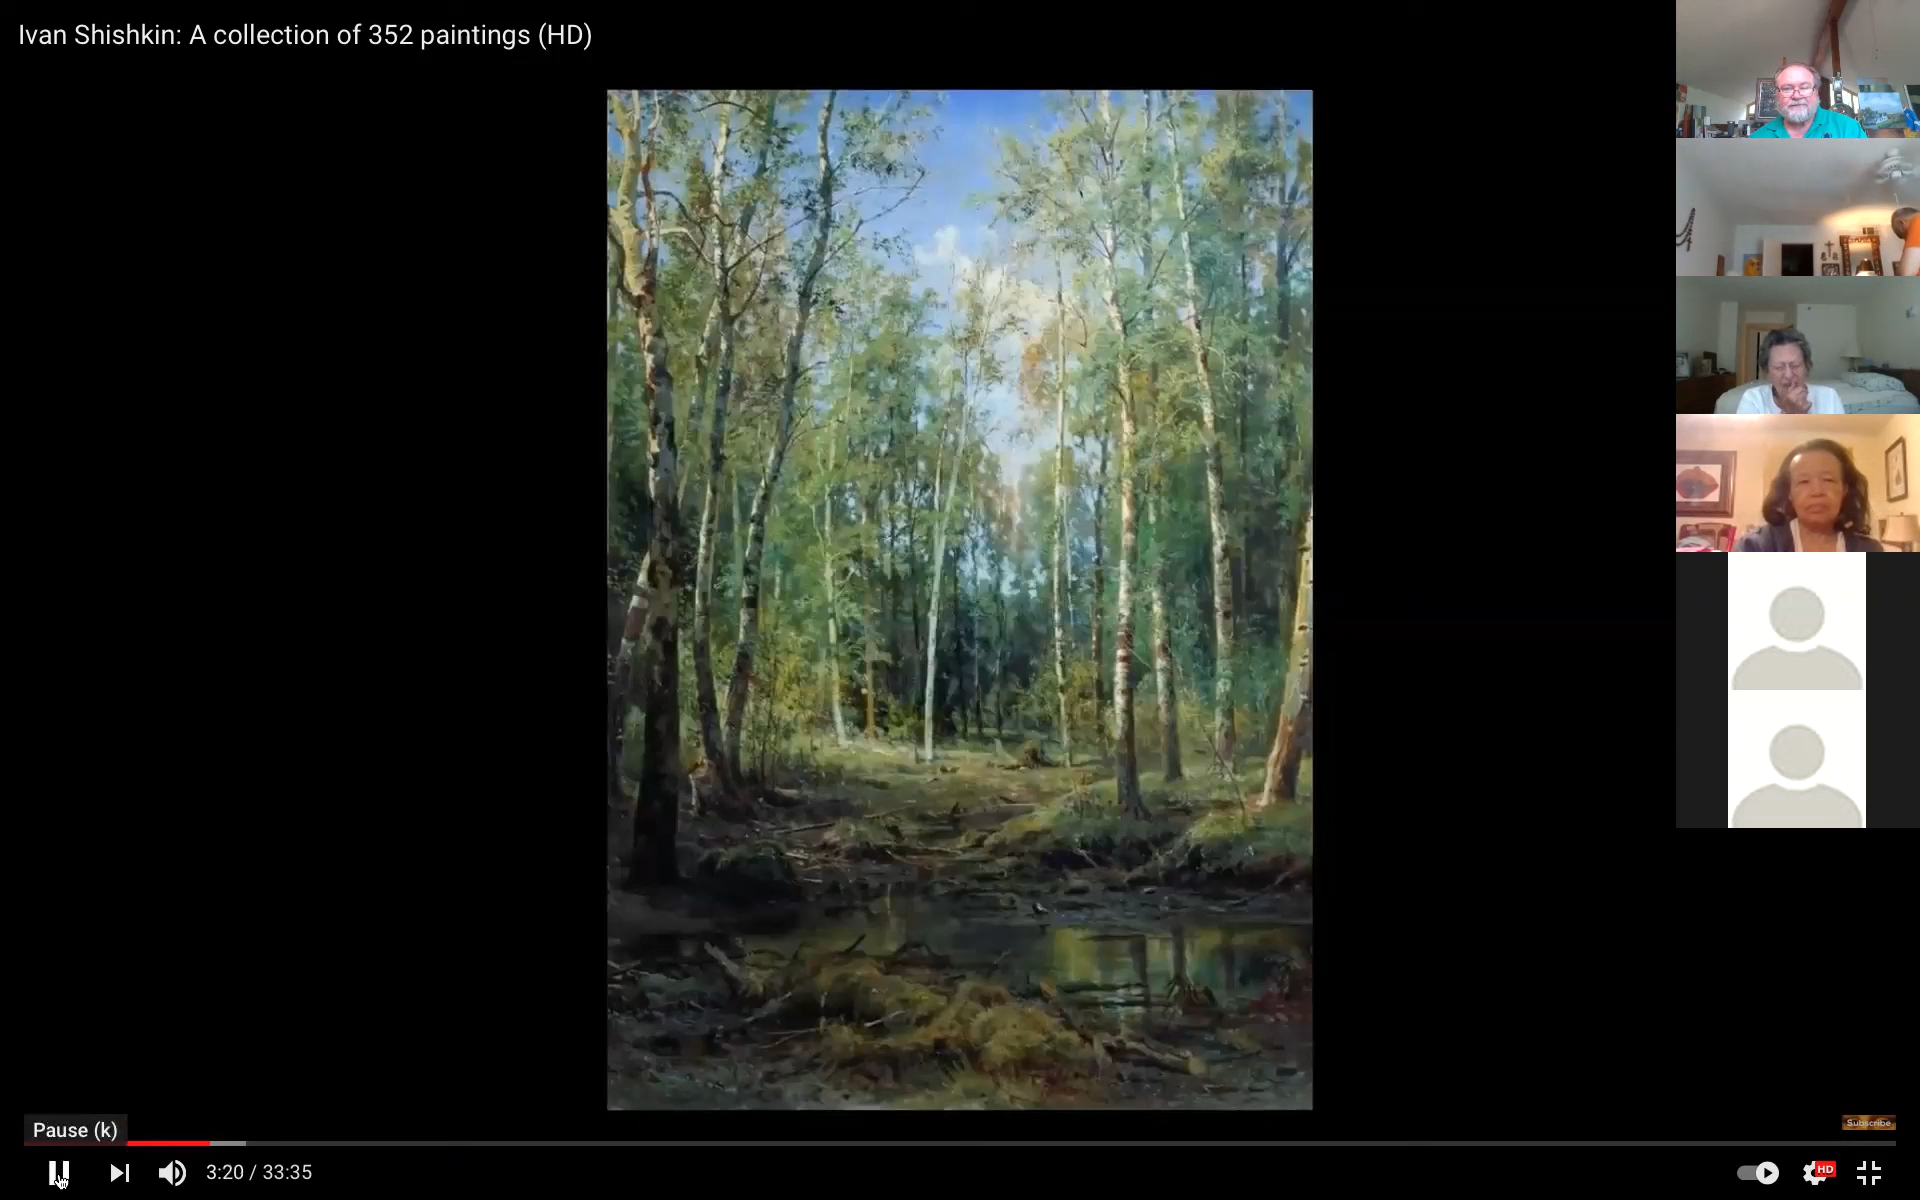 Ivan Shishkin: A collection of 352 paintings (HD)
Subscribe
Pause (k)
3:20 / 33:35
HD